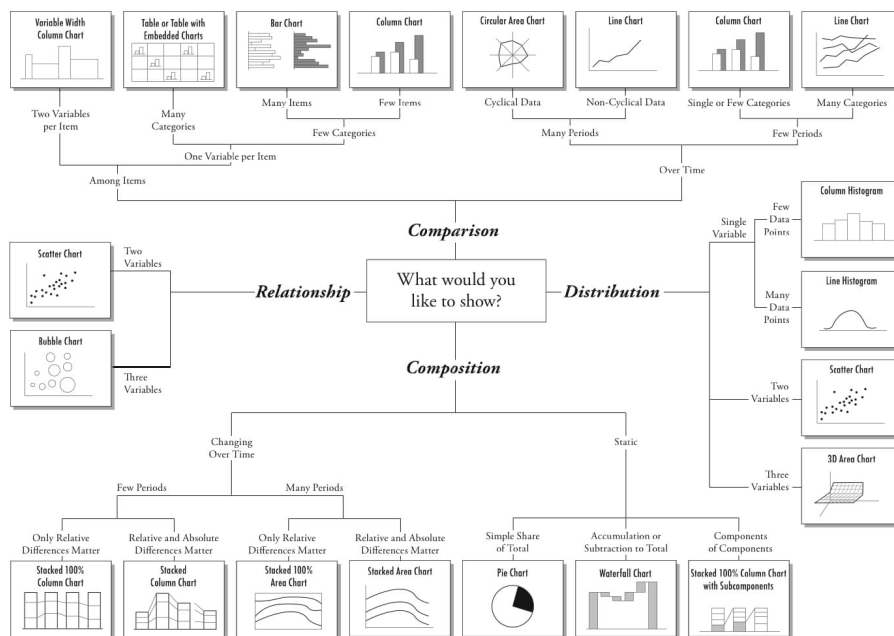 Variable Width
Column Chart
Table or Table with
Embedded Charts
Bar Chart
Column Chart
Circular Area Chart
Line Chart
Column Chart
Line Chart
Two Variables
per Item
Many
Categories
Many Items
Few Items
Cyclical Data
Non-Cyclical Data
Single or Few Categories
Many Categories
Few Categories
Many Periods
Few Periods
One Variable per Item
Among Items
Over Time
Comparison
What would you
like to show?
Relationship
Two
Variables
Scatter Chart
Three
Variables
Bubble Chart
Distribution
Single
Variable
Few
Data
Points
Column Histogram
Many
Data
Points
Line Histogram
Two
Variables
Scatter Chart
Three
Variables
3D Area Chart
Composition
Changing
Over Time
Static
Few Periods
Many Periods
Only Relative
Differences Matter
Relative and Absolute
Differences Matter
Only Relative
Differences Matter
Relative and Absolute
Differences Matter
Simple Share
of Total
Accumulation or
Subtraction to Total
Components
of Components
Stacked 100%
Column Chart
Stacked
Column Chart
Stacked 100%
Area Chart
Stacked Area Chart
Pie Chart
Waterfall Chart
Stacked 100% Column Chart
with Subcomponents